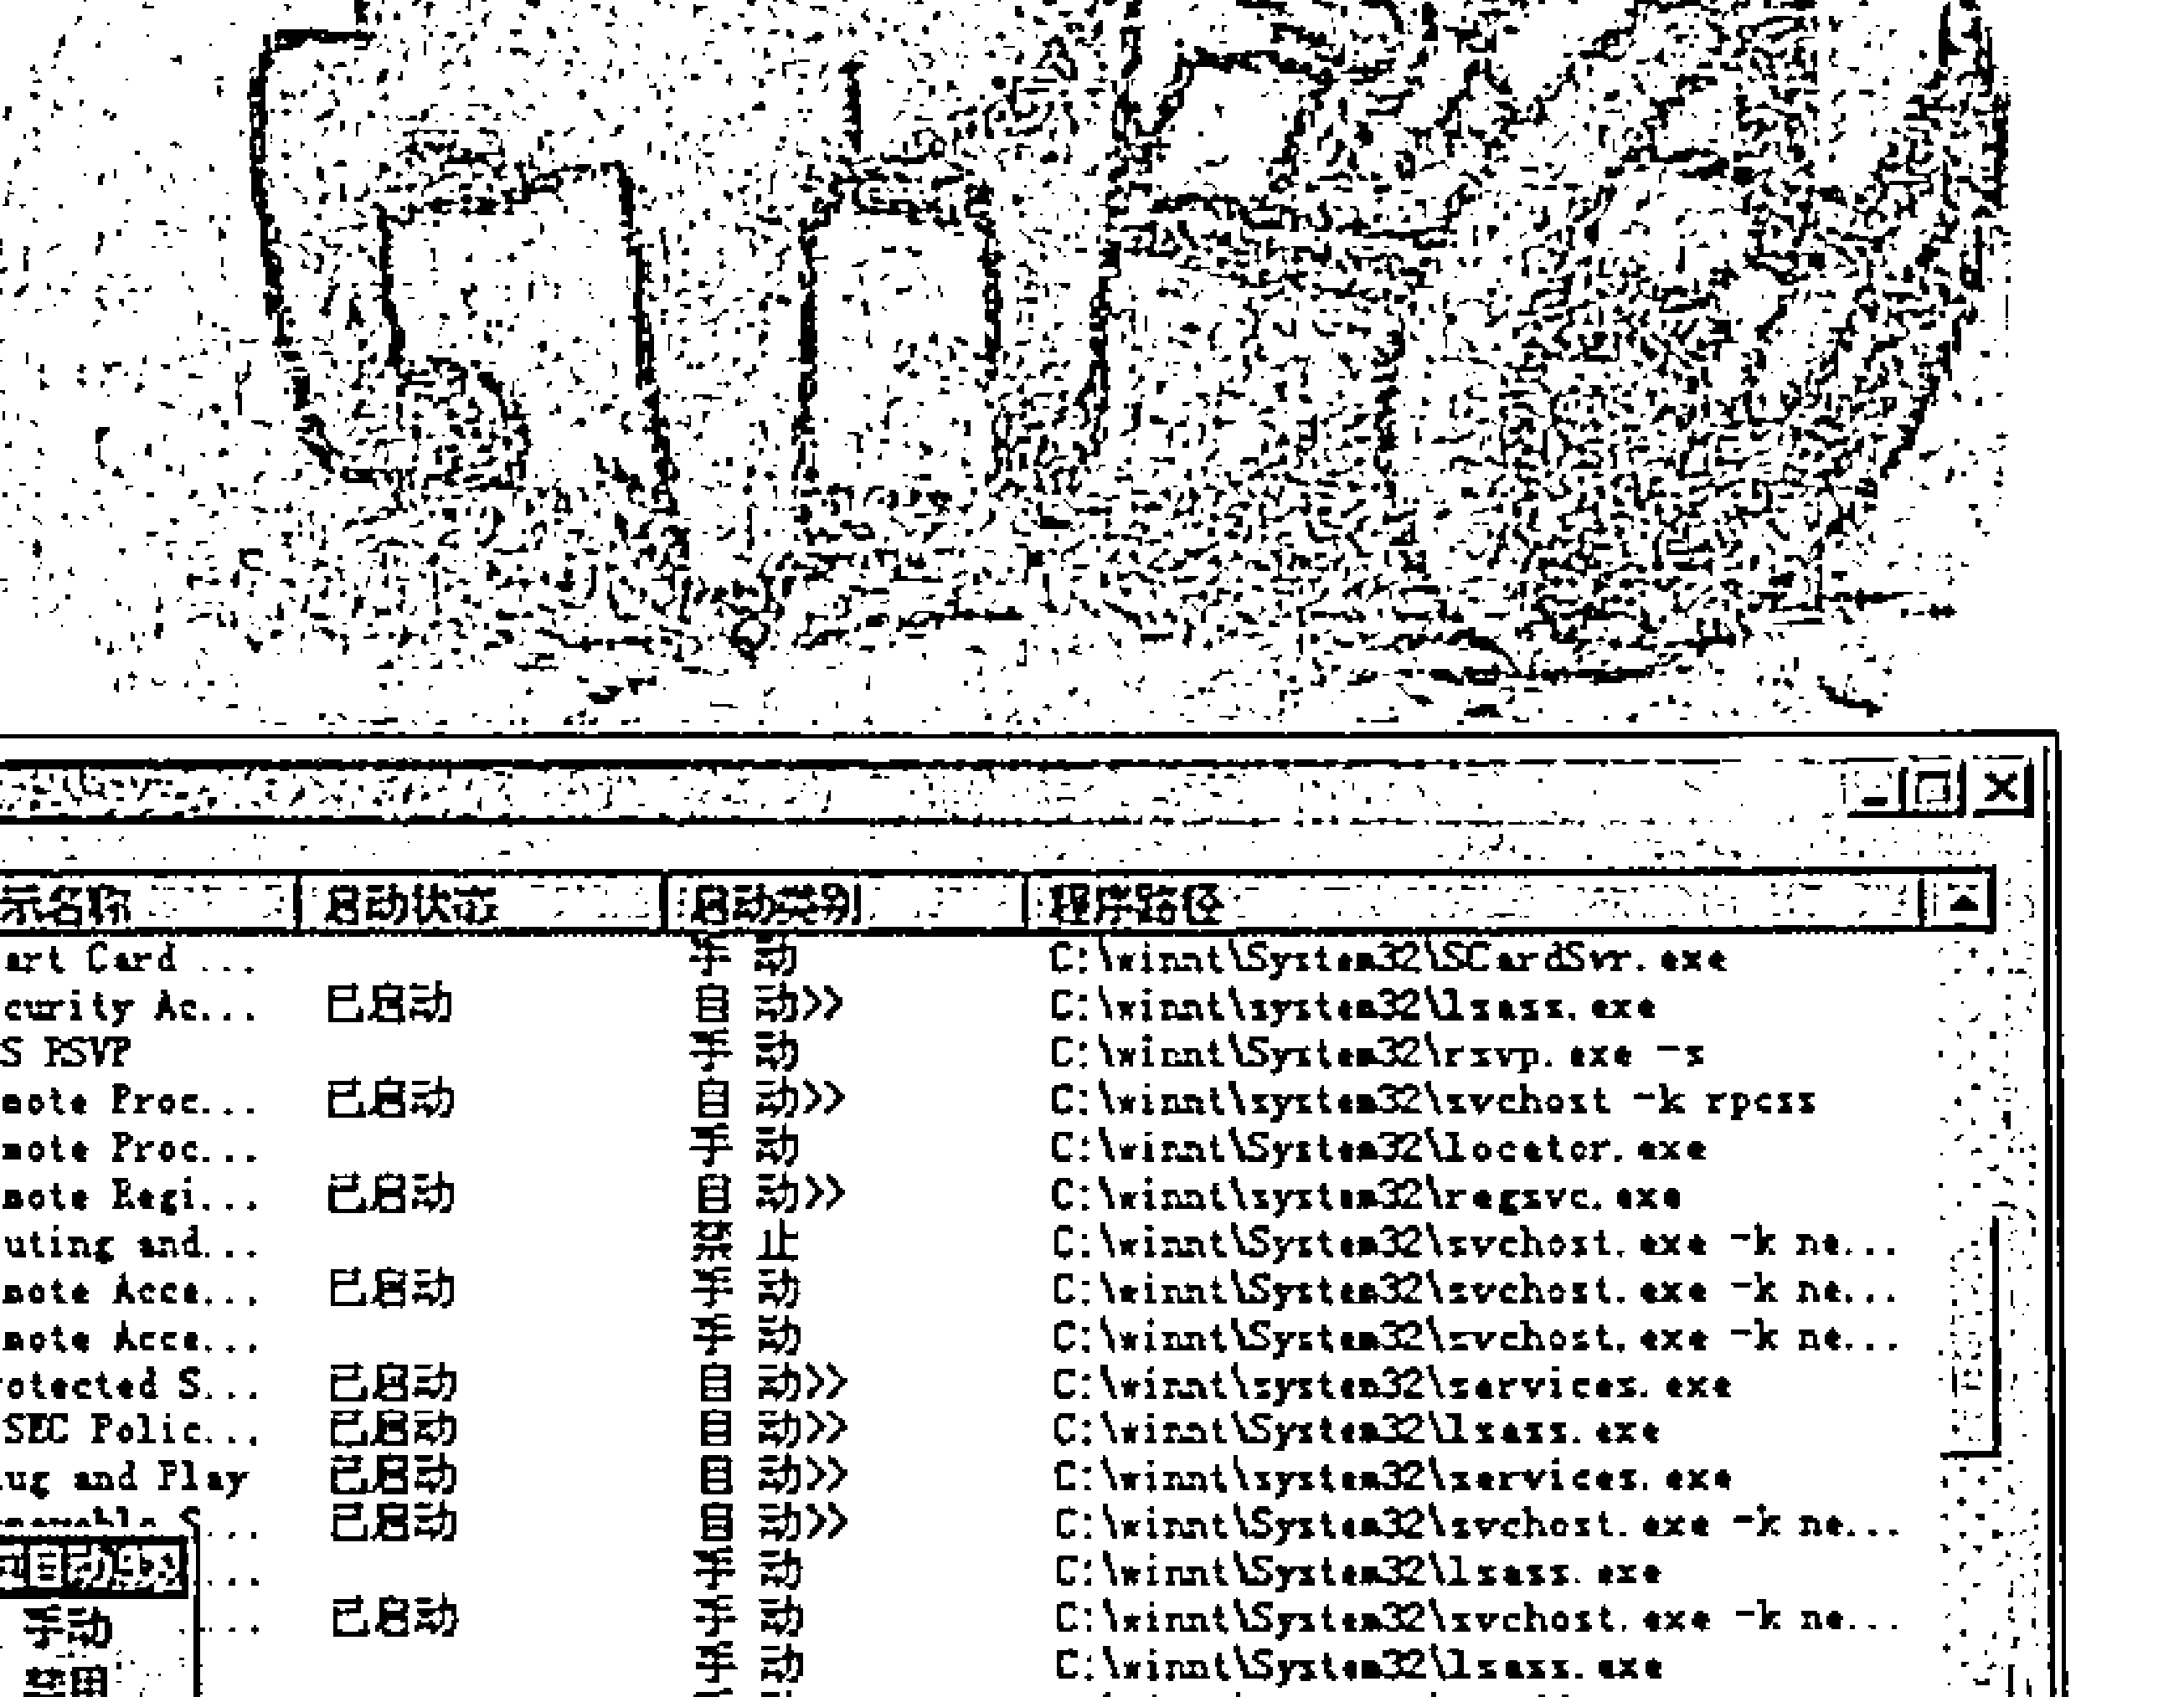 示名称 启动状态 启动类别 程序路径
art Card ... 手 动 C:\winnt\System32\SCardSvr.exe
curity Ac... 已启动 自 动>> C:\winnt\system32\lsass.exe
S RSVP 手 动 C:\winnt\System32\rsvp.exe -s
mote Proc... 已启动 自 动>> C:\winnt\system32\svchost -k rpcss
mote Proc... 手 动 C:\winnt\System32\locator.exe
mote Regi... 已启动 自 动>> C:\winnt\system32\regsvc.exe
uting and... 禁 止 C:\winnt\System32\svchost.exe -k ne...
mote Acce... 已启动 手 动 C:\winnt\System32\svchost.exe -k ne...
mote Acce... 手 动 C:\winnt\System32\svchost.exe -k ne...
rotected S... 已启动 自 动>> C:\winnt\system32\services.exe
SEC Polic... 已启动 自 动>> C:\winnt\System32\lsass.exe
lug and Play 已启动 自 动>> C:\winnt\system32\services.exe
S... 已启动 自 动>> C:\winnt\System32\svchost.exe -k ne...
自动 ... 手 动 C:\winnt\System32\lsass.exe
手动 ... 已启动 手 动 C:\winnt\System32\svchost.exe -k ne...
禁用 手 动 C:\winnt\System32\lsass.exe